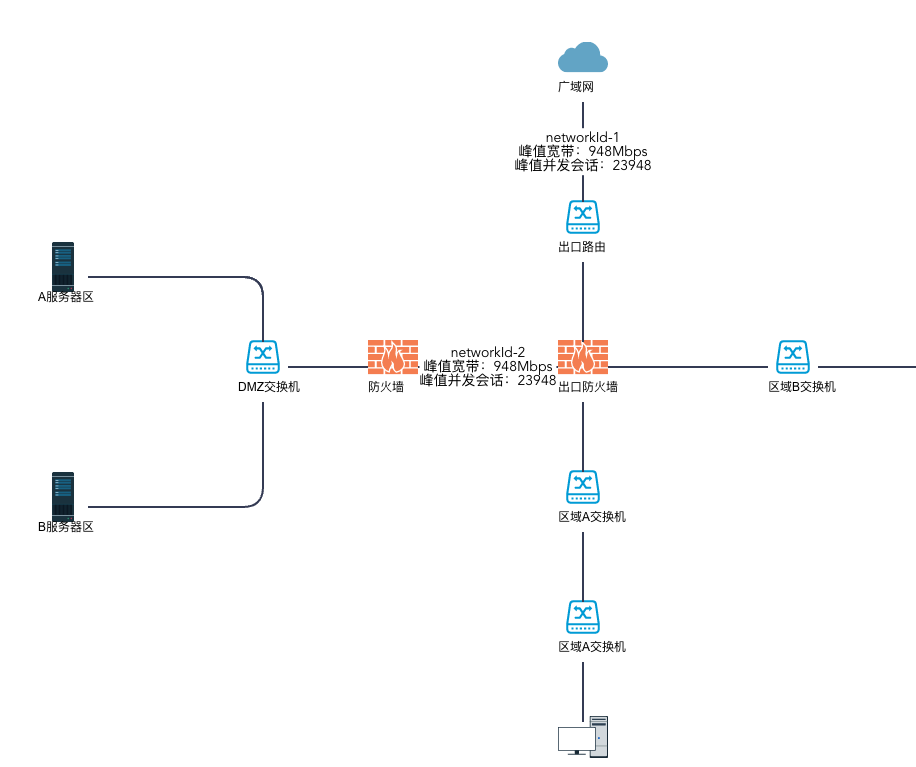 广域网
networkId-1
峰值宽带：948Mbps
峰值并发会话：23948
出口路由
A服务器区
networkId-2
峰值宽带：948Mbps
峰值并发会话：23948
DMZ交换机
防火墙
出口防火墙
区域B交换机
区域A交换机
B服务器区
区域A交换机